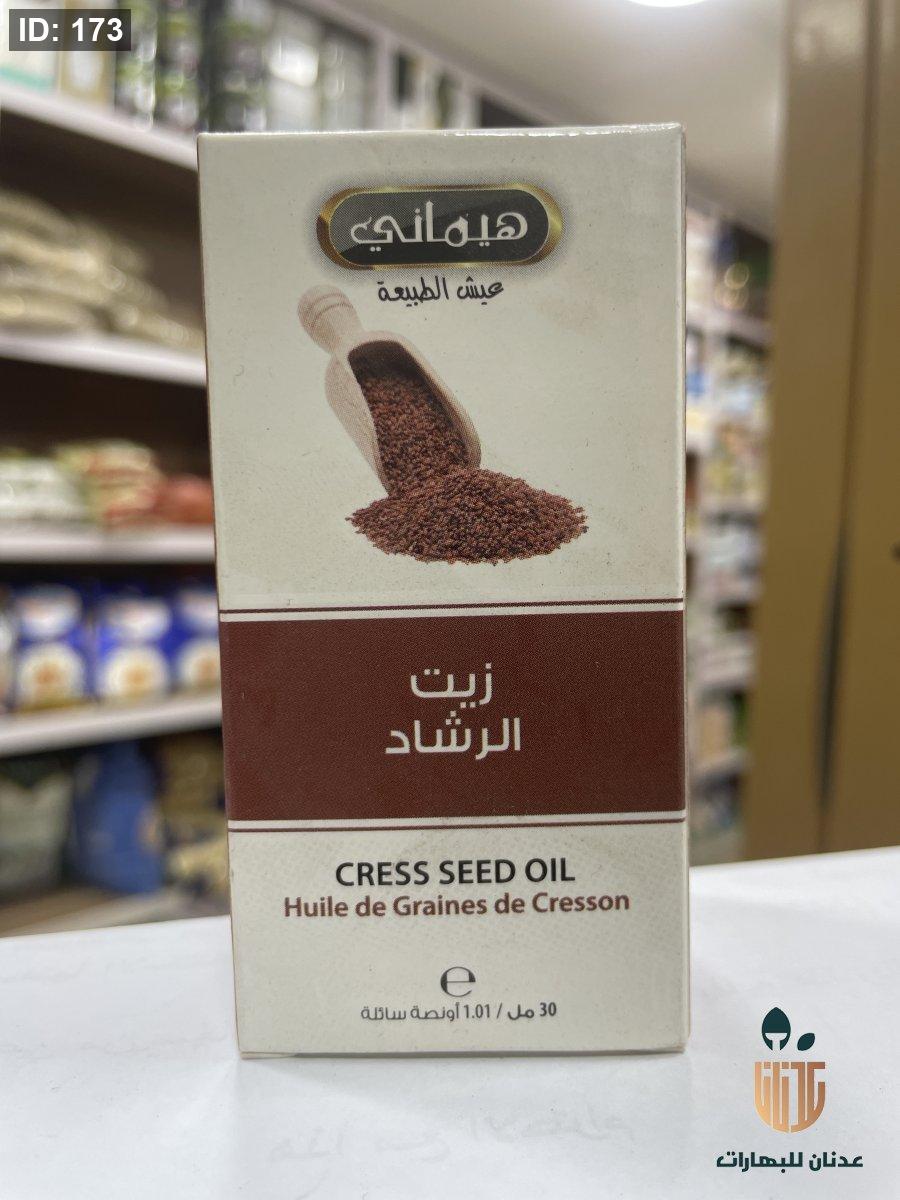 ID: 173
هيماني
عيش الطبيعة
زيت
الرشاد
CRESS SEED OIL
Huile de Graines de Cresson
℮
30 مل / 1.01 أونصة سائلة
عدنان
عدنان للبهارات